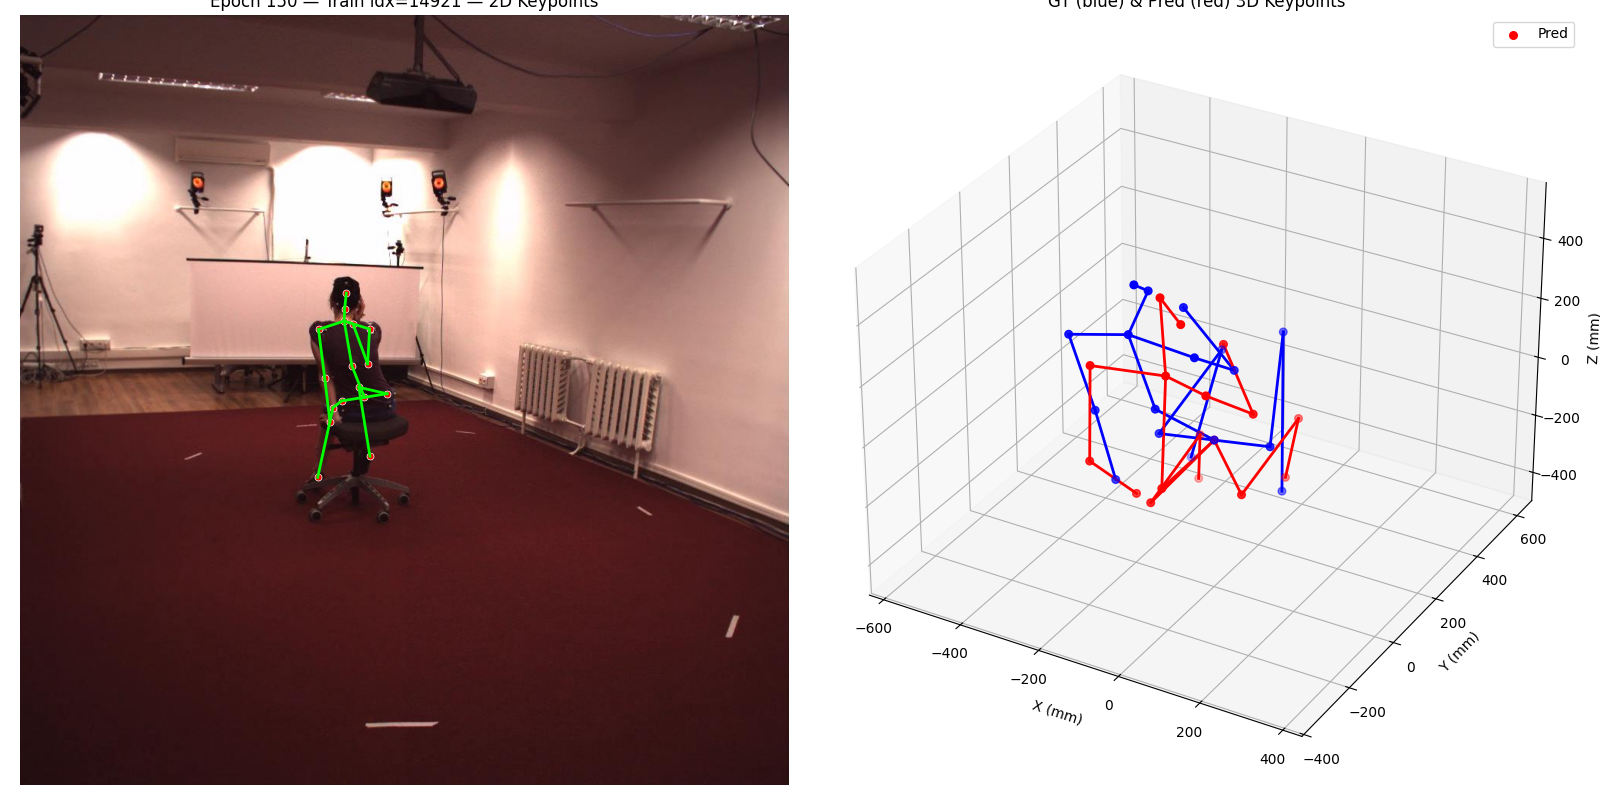 Epoch 150 — Train idx=14921 — 2D Keypoints
GT (blue) & Pred (red) 3D Keypoints
Pred
400
200
0
−200
−400
Z (mm)
600
400
200
0
−200
−400
Y (mm)
−600
−400
−200
0
200
400
X (mm)